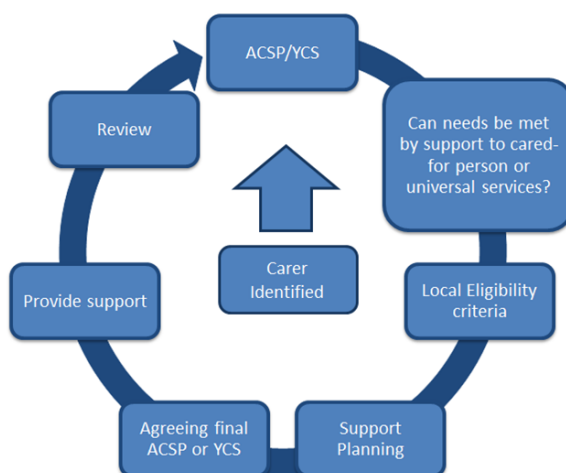 ACSP/YCS
Can needs be met
by support to cared-
for person or
universal services?
Local Eligibility
criteria
Support
Planning
Agreeing final
ACSP or YCS
Provide support
Review
Carer
Identified